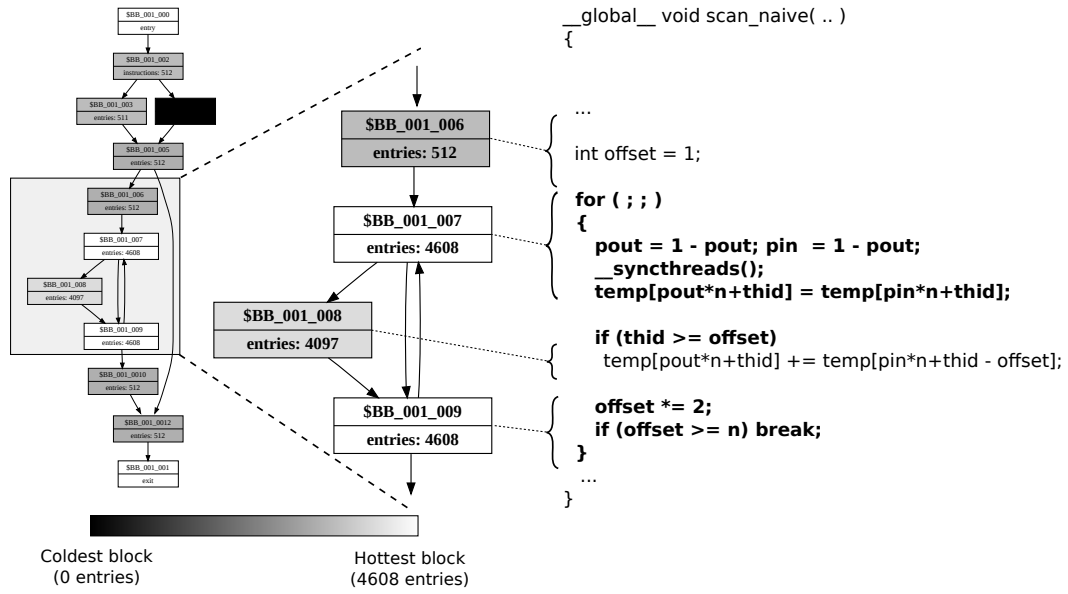 $BB_001_000
entry
$BB_001_002
instructions: 512
$BB_001_003
entries: 511
$BB_001_005
entries: 512
$BB_001_006
entries: 512
$BB_001_007
entries: 4608
$BB_001_008
entries: 4097
$BB_001_009
entries: 4608
$BB_001_0010
entries: 512
$BB_001_0012
entries: 512
$BB_001_001
exit
$BB_001_006
entries: 512
$BB_001_007
entries: 4608
$BB_001_008
entries: 4097
$BB_001_009
entries: 4608
__global__ void scan_naive( .. )
{
...
int offset = 1;
for ( ; ; )
{
pout = 1 - pout; pin  = 1 - pout;
__syncthreads();
temp[pout*n+thid] = temp[pin*n+thid];
if (thid >= offset)
temp[pout*n+thid] += temp[pin*n+thid - offset];
offset *= 2;
if (offset >= n) break;
}
...
}
Coldest block
(0 entries)
Hottest block
(4608 entries)